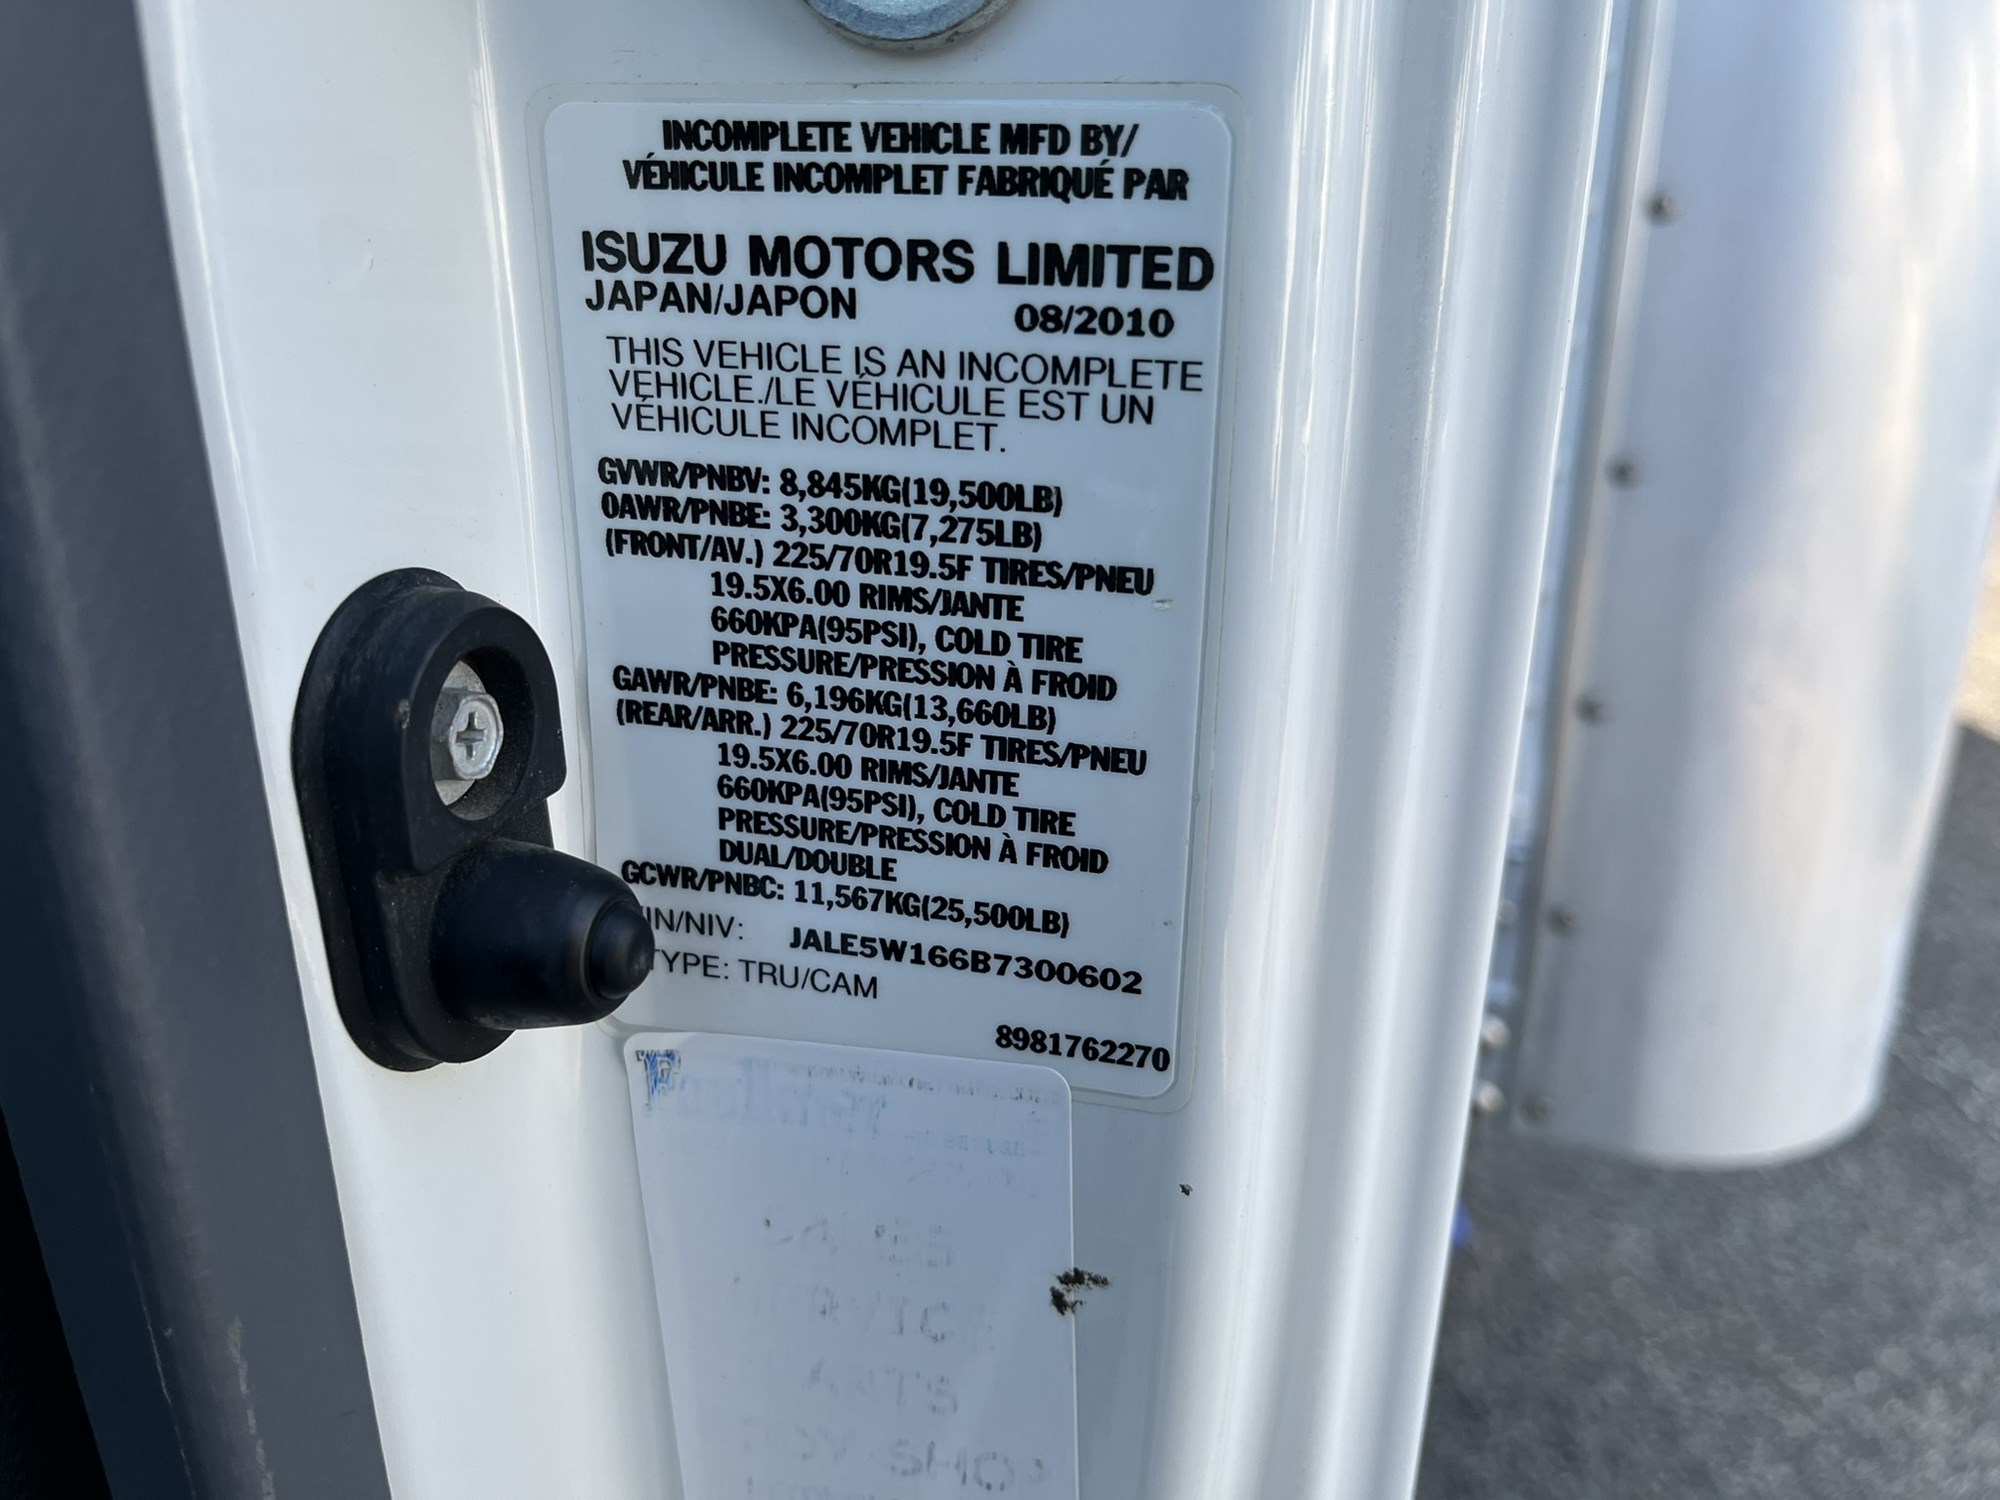 INCOMPLETE VEHICLE MFD BY/
VÉHICULE INCOMPLET FABRIQUÉ PAR
ISUZU MOTORS LIMITED
JAPAN/JAPON 08/2010
THIS VEHICLE IS AN INCOMPLETE
VEHICLE./LE VÉHICULE EST UN
VÉHICULE INCOMPLET.
GVWR/PNBV: 8,845KG(19,500LB)
GAWR/PNBE: 3,300KG(7,275LB)
(FRONT/AV.) 225/70R19.5F TIRES/PNEU
19.5X6.00 RIMS/JANTE
660KPA(95PSI), COLD TIRE
PRESSURE/PRESSION À FROID
GAWR/PNBE: 6,196KG(13,660LB)
(REAR/ARR.) 225/70R19.5F TIRES/PNEU
19.5X6.00 RIMS/JANTE
660KPA(95PSI), COLD TIRE
PRESSURE/PRESSION À FROID
DUAL/DOUBLE
GCWR/PNBC: 11,567KG(25,500LB)
IN/NIV: JALE5W166B7300602
TYPE: TRU/CAM
8981762270